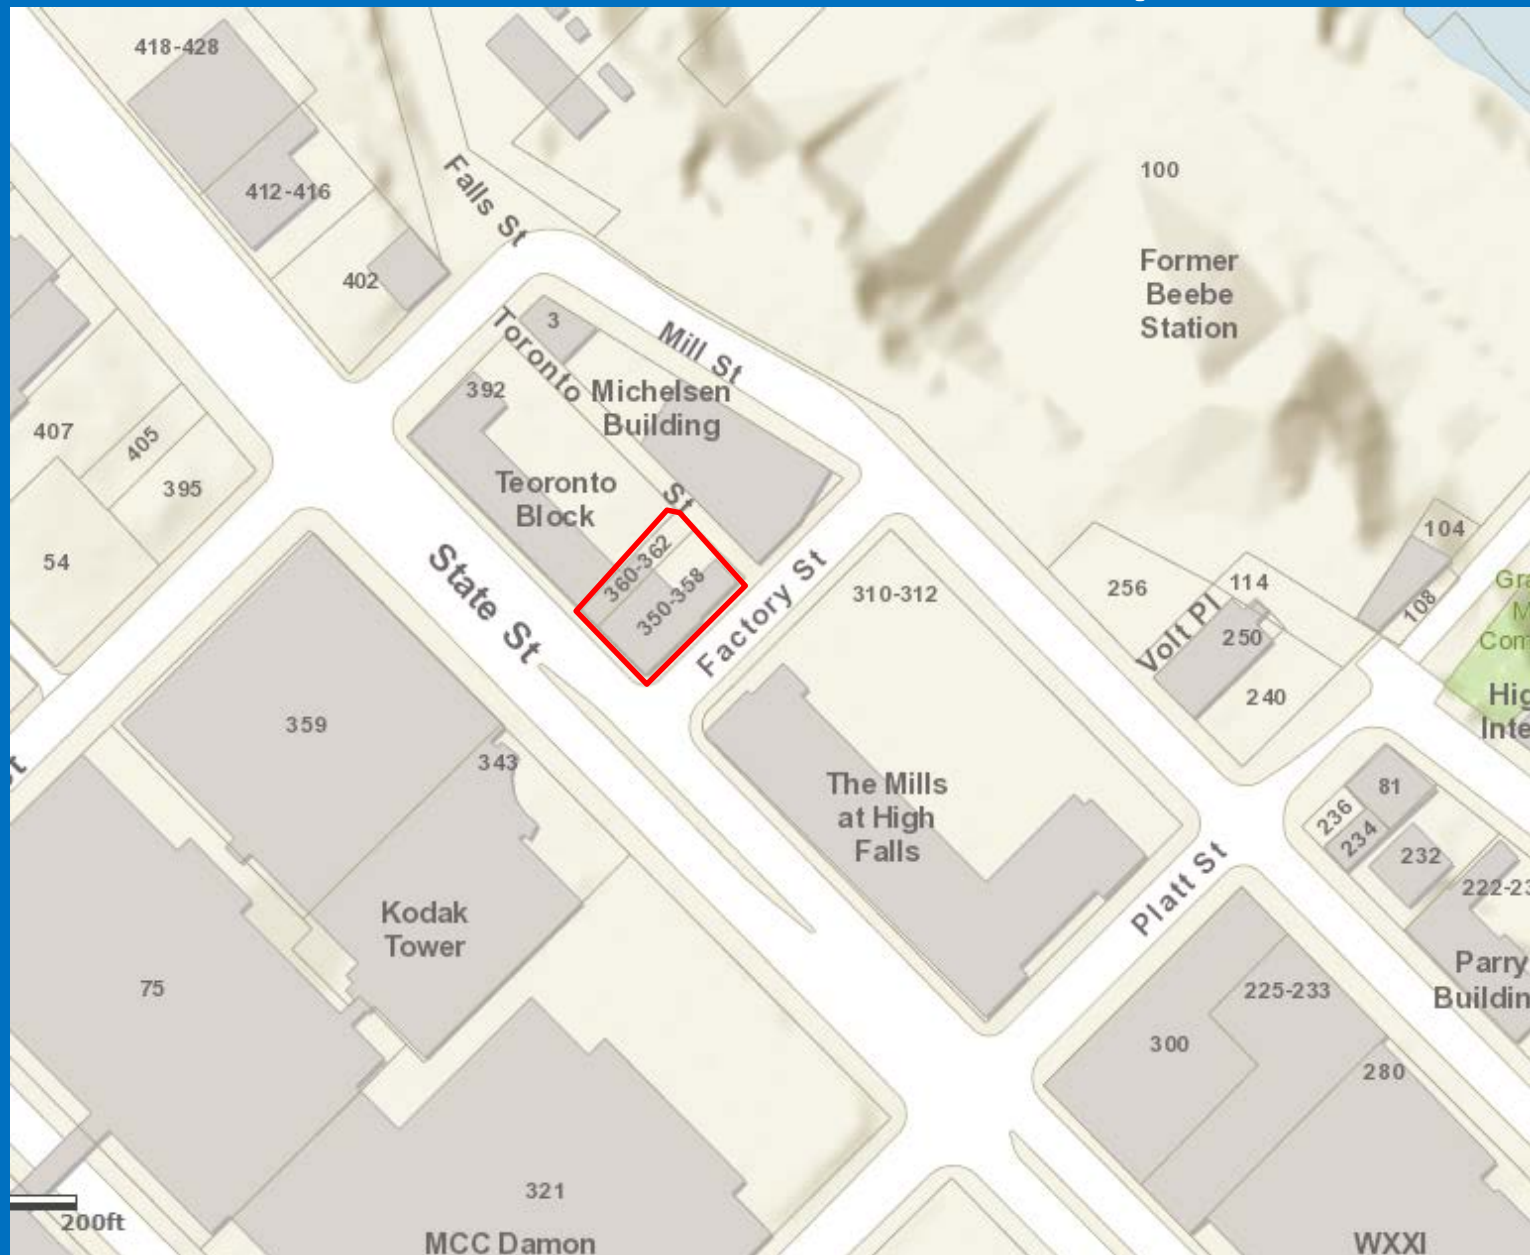 418-428
412-416
402
Falls St
100
Former
Beebe
Station
3
Toronto
St
Mill St
Michelsen
Building
392
407
405
395
54
Teoronto
Block
360-362
350-358
State St
Factory St
310-312
256
114
Volt Pl
250
240
104
108
359
343
The Mills
at High
Falls
81
236
234
232
Platt St
Kodak
Tower
75
225-233
300
280
321
200ft
MCC Damon
WXXI
Parry